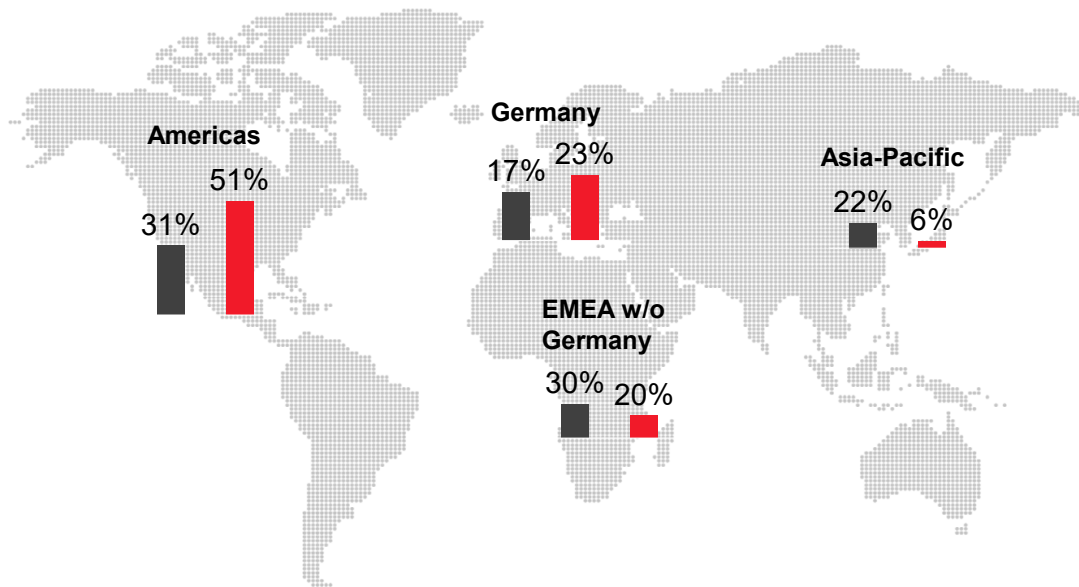 Americas
31%
51%
Germany
17%
23%
Asia-Pacific
22%
6%
EMEA w/o
Germany
30%
20%